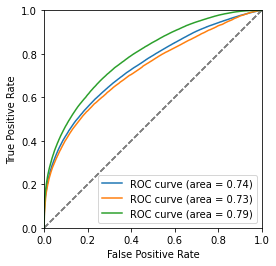 1.0
0.8
0.6
0.4
0.2
0.0
True Positive Rate
ROC curve (area = 0.74)
ROC curve (area = 0.73)
ROC curve (area = 0.79)
0.0 0.2 0.4 0.6 0.8 1.0
False Positive Rate